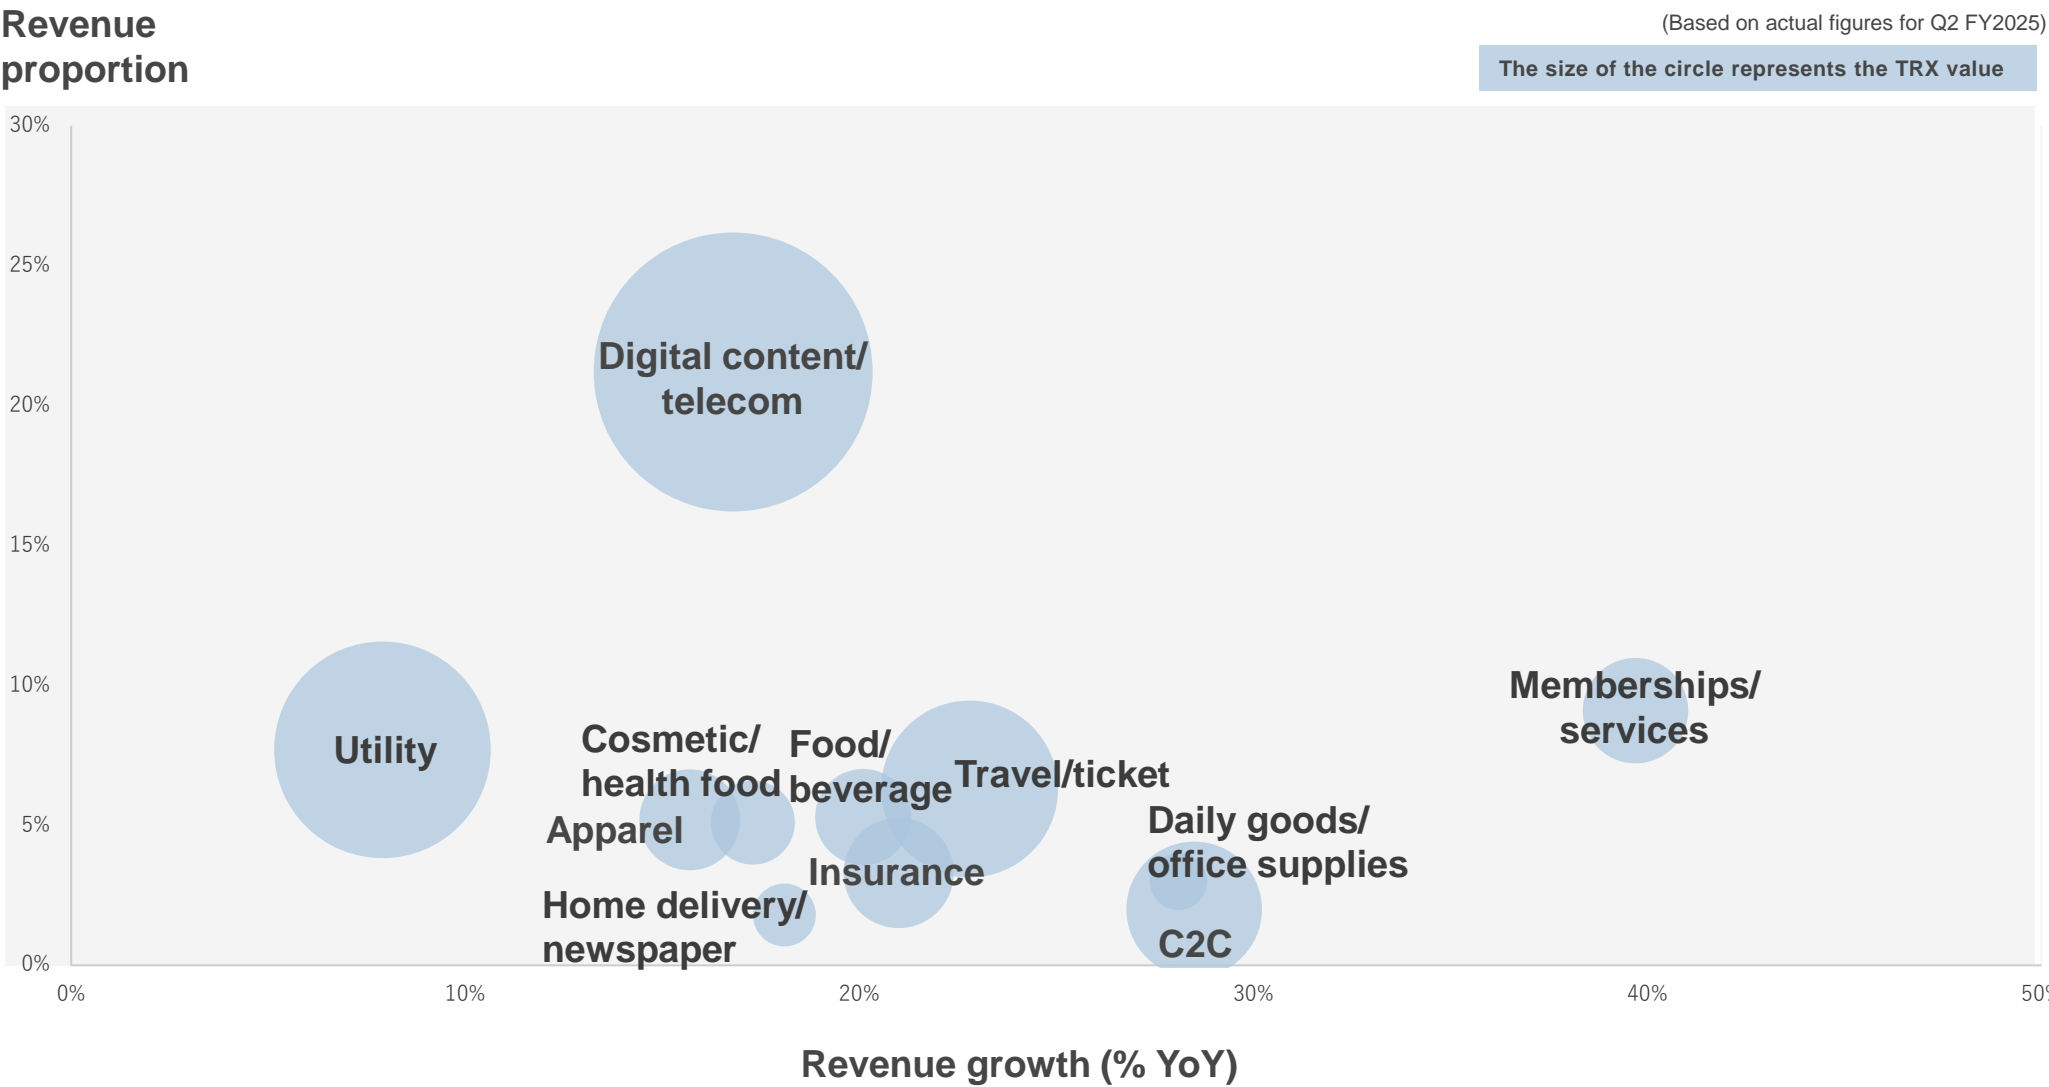 Revenue
proportion
(Based on actual figures for Q2 FY2025)
The size of the circle represents the TRX value
30%
25%
20%
15%
10%
5%
0%
Digital content/
telecom
Utility
Cosmetic/
health food
Apparel
Food/
beverage
Travel/ticket
Insurance
Home delivery/
newspaper
Memberships/
services
Daily goods/
office supplies
C2C
0%
10%
20%
30%
40%
50%
Revenue growth (% YoY)